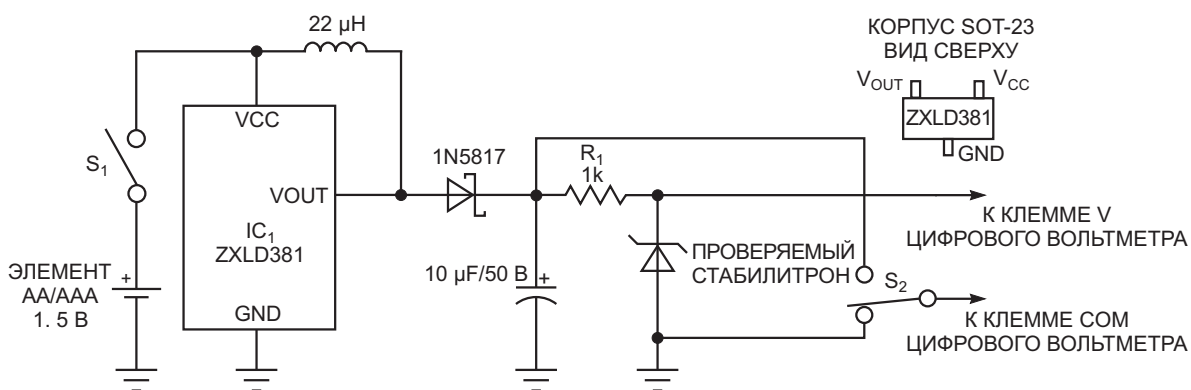 22 µH
КОРПУС SOT-23
ВИД СВЕРХУ
VOUT
VCC
ZXLD381
GND
VCC
S1
1N5817
R1
1k
VOUT
IC1
ZXLD381
К КЛЕММЕ V
ЦИФРОВОГО ВОЛЬТМЕТРА
ПРОВЕРЯЕМЫЙ
СТАБИЛИТРОН
ЭЛЕМЕНТ
AA/AAA
1. 5 В
+
10 µF/50 В
+
S2
GND
К КЛЕММЕ COM
ЦИФРОВОГО ВОЛЬТМЕТРА